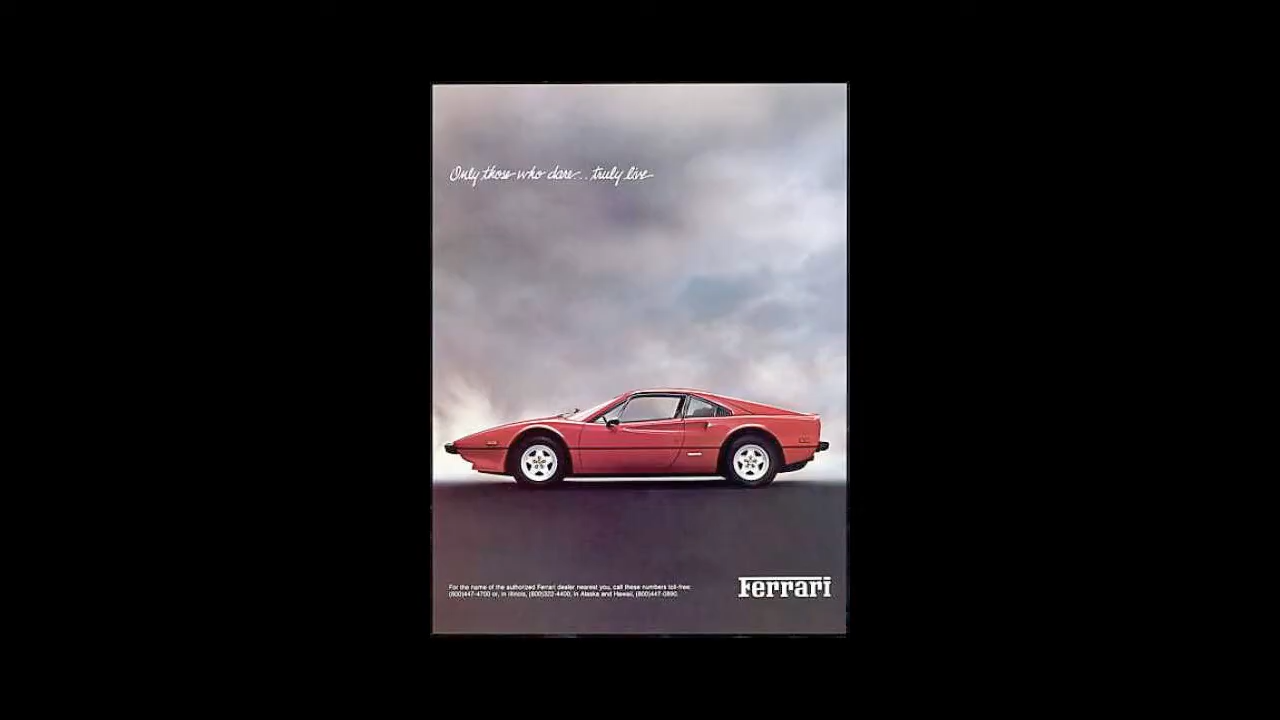 Only those who dare...truly live
For the name of the authorized Ferrari dealer nearest you, call these numbers toll-free:
(800)447-4700 or, in Illinois, (800)322-4400, in Alaska and Hawaii, (800)447-0890.
Ferrari